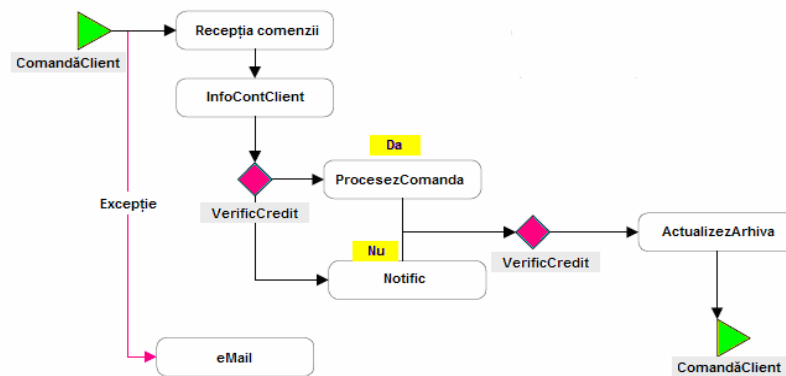 Recepția comenzii
ComandăClient
InfoContClient
Da
ProcesezComanda
VerificCredit
Excepție
ActualizezArhiva
Nu
VerificCredit
Notific
eMail
ComandăClient